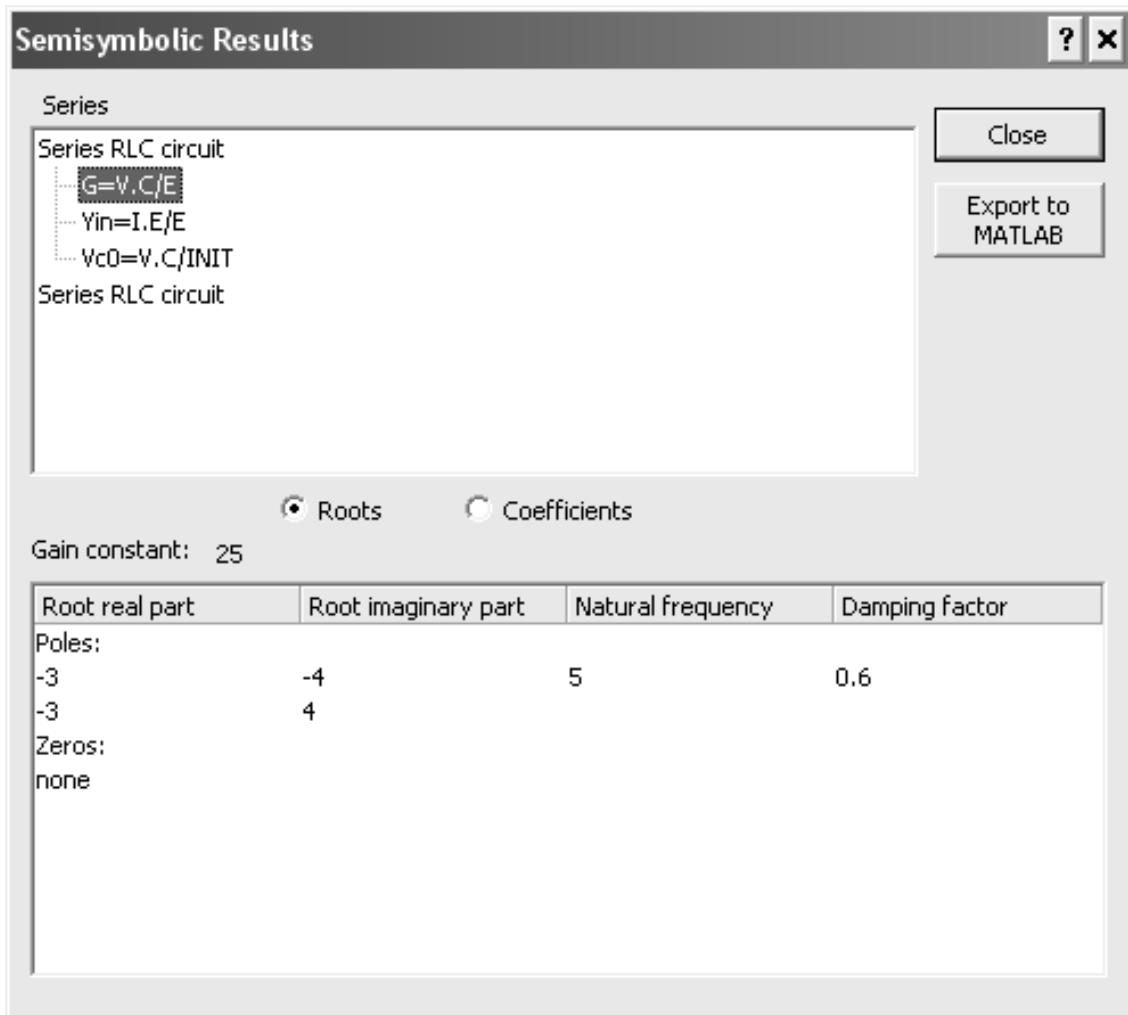 Semisymbolic Results
? ×
Series
Close
Series RLC circuit
G=V.C/E
Yin=I.E/E
Vc0=V.C/INIT
Series RLC circuit
Export to
MATLAB
Roots Coefficients
Gain constant: 25
Root real part Root imaginary part Natural frequency Damping factor
Poles:
-3 -4 5 0.6
-3 4
Zeros:
none